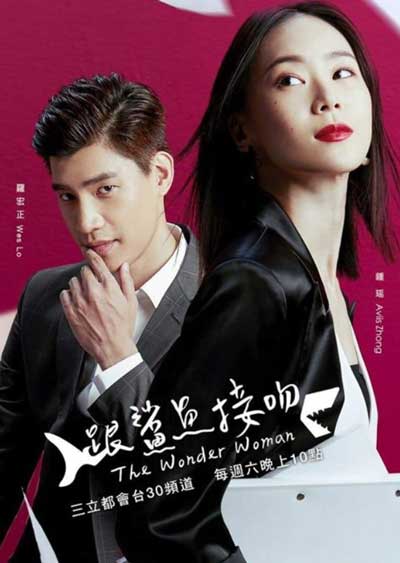 羅宏正 Wes Lo
鍾瑶 Aviis Zhong
跟鯊魚接吻
The Wonder Woman
三立都會台30頻道 每週六晚上10點